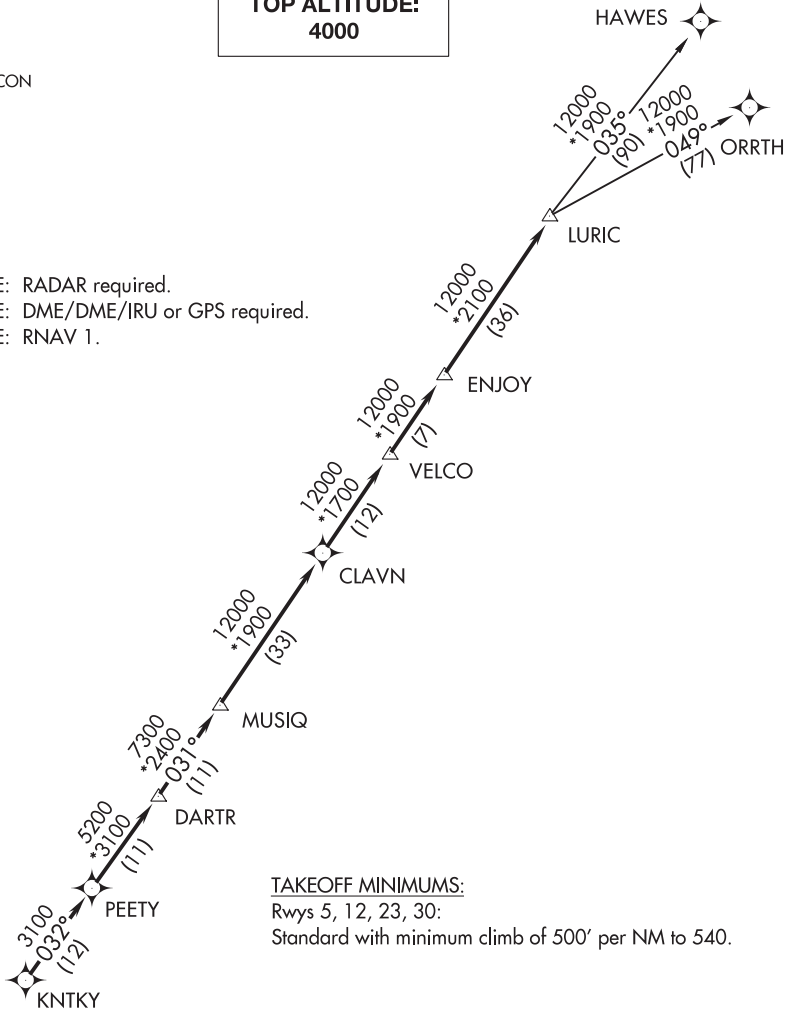 TOP ALTITUDE:
4000
HAWES
CON
12000
*1900
035°
(90)
12000
*1900
049°
(77)
ORRTH
LURIC
E: RADAR required.
E: DME/DME/IRU or GPS required.
E: RNAV 1.
12000
*2100
(36)
ENJOY
12000
*1900
(7)
VELCO
12000
*1700
(12)
CLAVN
12000
*1900
(33)
MUSIQ
7300
*2400
031°
(11)
DARTR
5200
*3100
(11)
PEETY
TAKEOFF MINIMUMS:
Rwys 5, 12, 23, 30:
Standard with minimum climb of 500' per NM to 540.
3100
032°
(12)
KNTKY